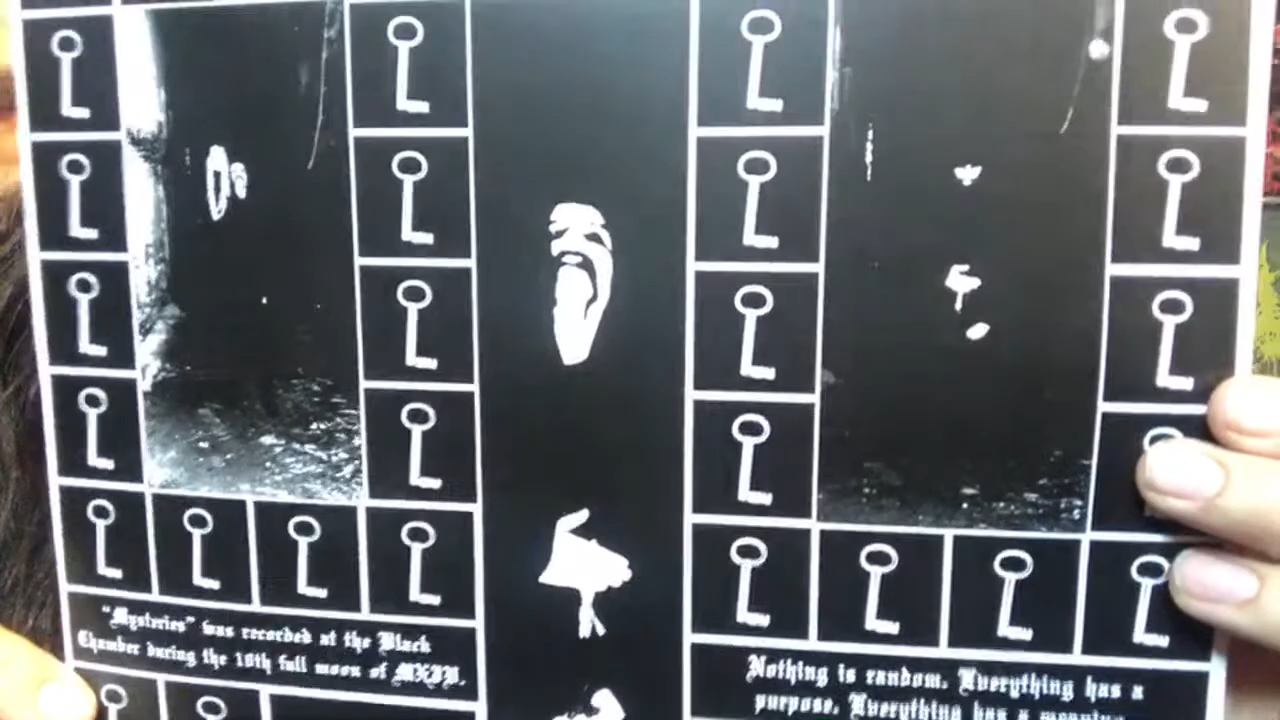 "Mysteries" was recorded at the Black
Chamber during the 10th full moon of MXIV.
Nothing is random. Everything has a
purpose. Everything has a meaning